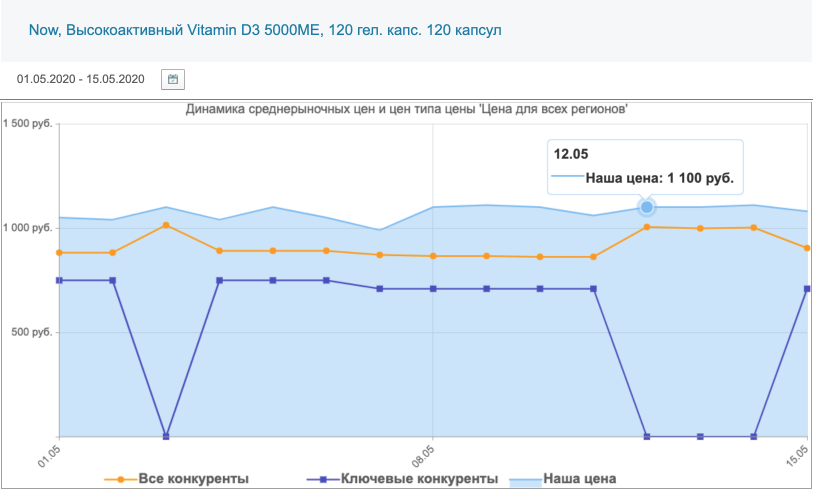 Now, Высокоактивный Vitamin D3 5000МЕ, 120 гел. капс. 120 капсул
01.05.2020 - 15.05.2020
Динамика среднерыночных цен и цен типа цены 'Цена для всех регионов'
1 500 руб.
12.05
Наша цена: 1 100 руб.
1 000 руб.
500 руб.
01.05 08.05 15.05
Все конкуренты Ключевые конкуренты Наша цена